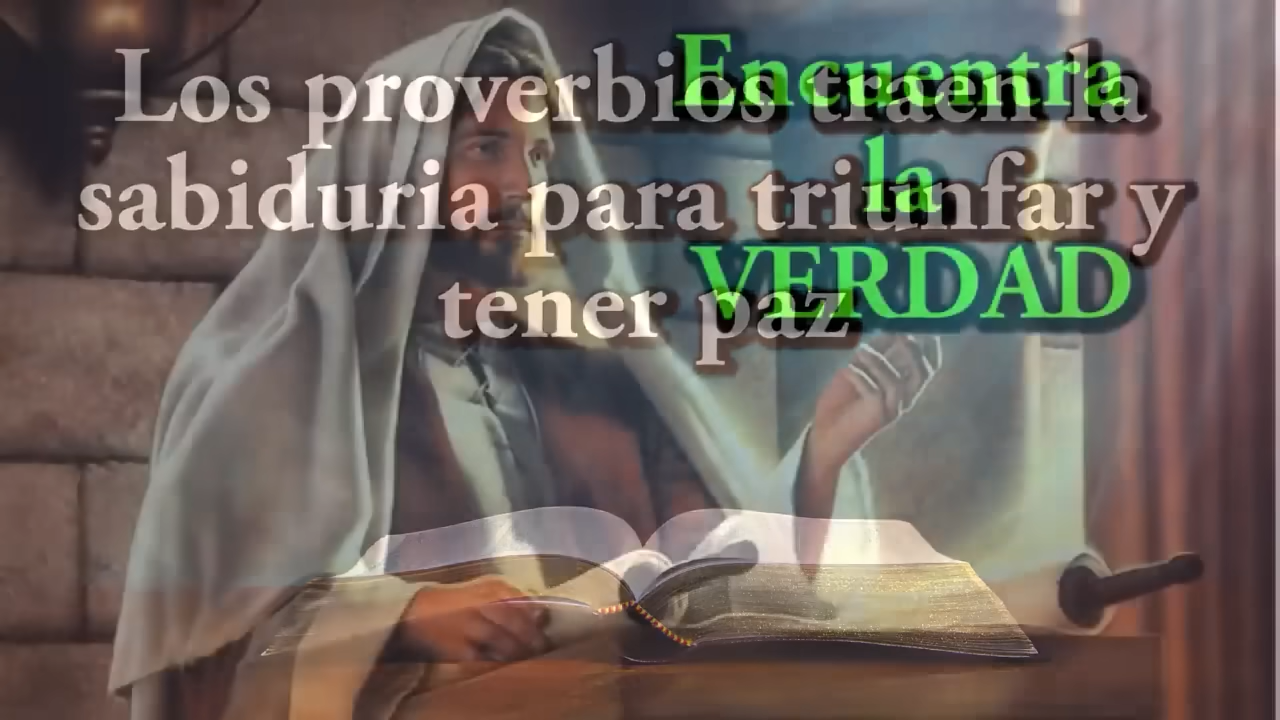 Los proverbios traen la
sabiduria para triunfar y
tener paz
Encuentra
la
VERDAD